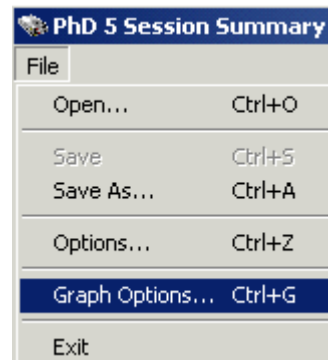 PhD 5 Session Summary
File
Open... Ctrl+O
Save Ctrl+S
Save As... Ctrl+A
Options... Ctrl+Z
Graph Options... Ctrl+G
Exit